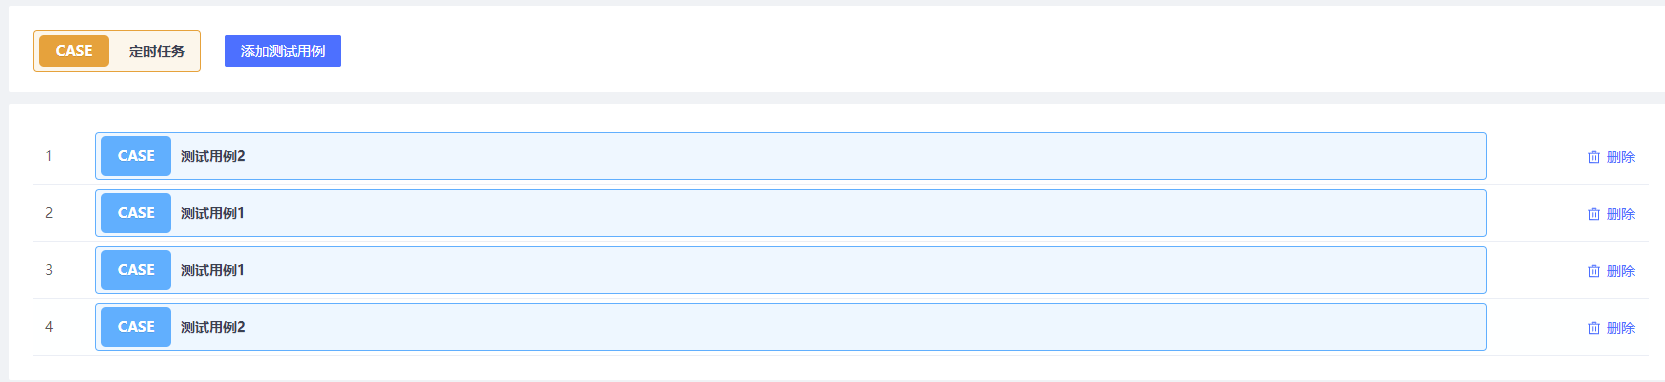 CASE 定时任务 添加测试用例
1 CASE 测试用例2 删除
2 CASE 测试用例1 删除
3 CASE 测试用例1 删除
4 CASE 测试用例2 删除